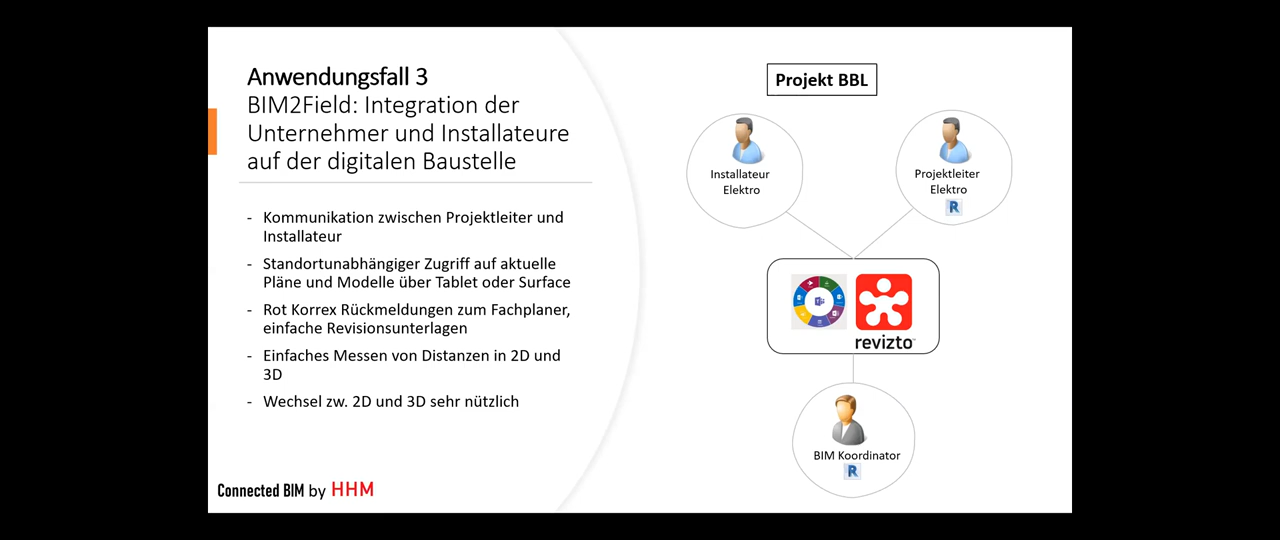 Anwendungsfall 3
BIM2Field: Integration der
Unternehmer und Installateure
auf der digitalen Baustelle
- Kommunikation zwischen Projektleiter und
Installateur
- Standortunabhängiger Zugriff auf aktuelle
Pläne und Modelle über Tablet oder Surface
- Rot Korrex Rückmeldungen zum Fachplaner,
einfache Revisionsunterlagen
- Einfaches Messen von Distanzen in 2D und
3D
- Wechsel zw. 2D und 3D sehr nützlich
Connected BIM by HHM
Projekt BBL
Installateur
Elektro
Projektleiter
Elektro
R
revizto
BIM Koordinator
R